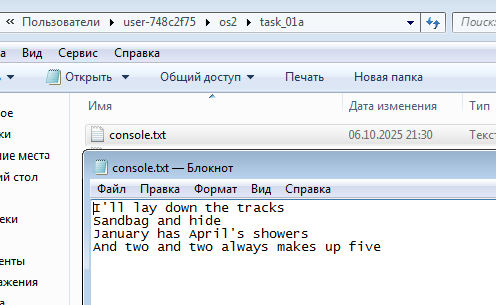 « Пользователи ▸ user-748c2f75 ▸ os2 ▸ task_01a
Поиск:
а Вид Сервис Справка
Открыть Общий доступ Печать Новая папка
ое Имя Дата изменения Тип
ки console.txt 06.10.2025 21:30 Текс
ние места
ий стол
console.txt — Блокнот
Файл Правка Формат Вид Справка
I'll lay down the tracks
Sandbag and hide
January has April's showers
And two and two always makes up five
еки
енты
ражения
а